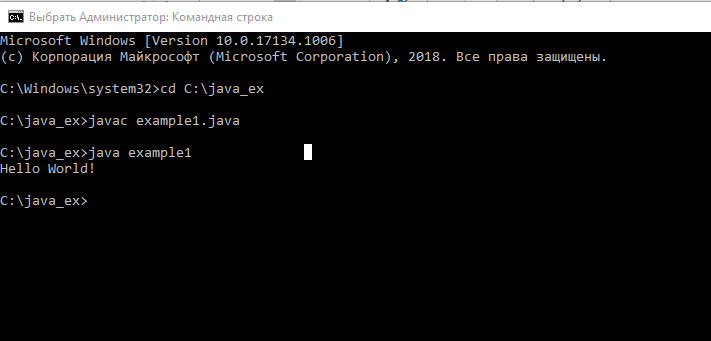 Выбрать Администратор: Командная строка
Microsoft Windows [Version 10.0.17134.1006]
(c) Корпорация Майкрософт (Microsoft Corporation), 2018. Все права защищены.
C:\Windows\system32>cd C:\java_ex
C:\java_ex>javac example1.java
C:\java_ex>java example1
Hello World!
C:\java_ex>